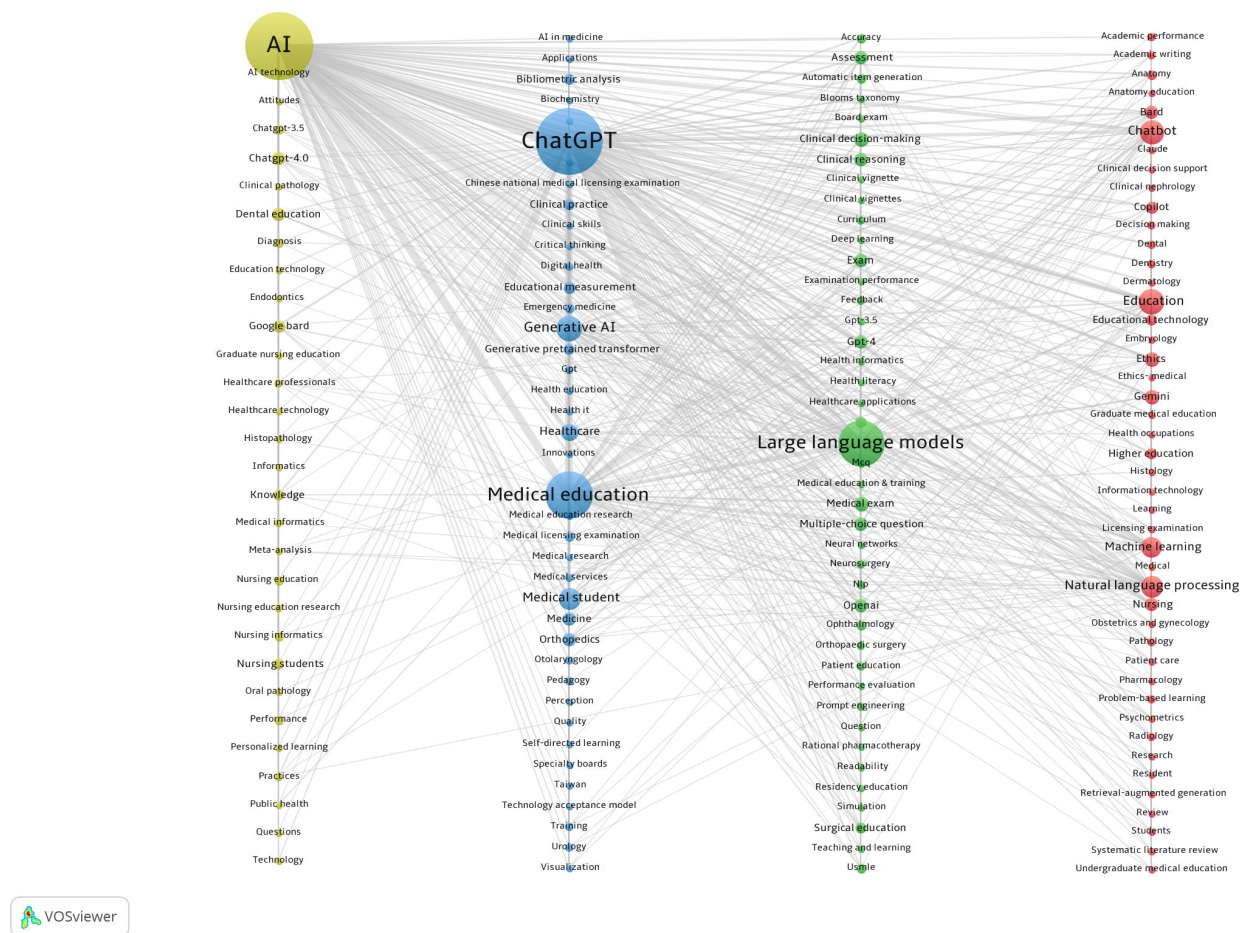 AI
AI technology
Attitudes
Chatgpt-3.5
Chatgpt-4.0
Clinical pathology
Dental education
Diagnosis
Education technology
Endodontics
Google bard
Graduate nursing education
Healthcare professionals
Healthcare technology
Histopathology
Informatics
Knowledge
Medical informatics
Meta-analysis
Nursing education
Nursing education research
Nursing informatics
Nursing students
Oral pathology
Performance
Personalized learning
Practices
Public health
Questions
Technology
AI in medicine
Applications
Bibliometric analysis
Biochemistry
ChatGPT
Chinese national medical licensing examination
Clinical practice
Clinical skills
Critical thinking
Digital health
Educational measurement
Emergency medicine
Generative AI
Generative pretrained transformer
Gpt
Health education
Health it
Healthcare
Innovations
Medical education
Medical education research
Medical licensing examination
Medical research
Medical services
Medical student
Medicine
Orthopedics
Otolaryngology
Pedagogy
Perception
Quality
Self-directed learning
Specialty boards
Taiwan
Technology acceptance model
Training
Urology
Visualization
Accuracy
Assessment
Automatic item generation
Blooms taxonomy
Board exam
Clinical decision-making
Clinical reasoning
Clinical vignette
Clinical vignettes
Curriculum
Deep learning
Exam
Examination performance
Feedback
Gpt-3.5
Gpt-4
Health informatics
Health literacy
Healthcare applications
Large language models
Mcq
Medical education & training
Medical exam
Multiple-choice question
Neural networks
Neurosurgery
Nlp
Openai
Ophthalmology
Orthopaedic surgery
Patient education
Performance evaluation
Prompt engineering
Question
Rational pharmacotherapy
Readability
Residency education
Simulation
Surgical education
Teaching and learning
Usmle
Academic performance
Academic writing
Anatomy
Anatomy education
Bard
Chatbot
Claude
Clinical decision support
Clinical nephrology
Copilot
Decision making
Dental
Dentistry
Dermatology
Education
Educational technology
Embryology
Ethics
Ethics- medical
Gemini
Graduate medical education
Health occupations
Higher education
Histology
Information technology
Learning
Licensing examination
Machine learning
Medical
Natural language processing
Nursing
Obstetrics and gynecology
Pathology
Patient care
Pharmacology
Problem-based learning
Psychometrics
Radiology
Research
Resident
Retrieval-augmented generation
Review
Students
Systematic literature review
Undergraduate medical education
VOSviewer